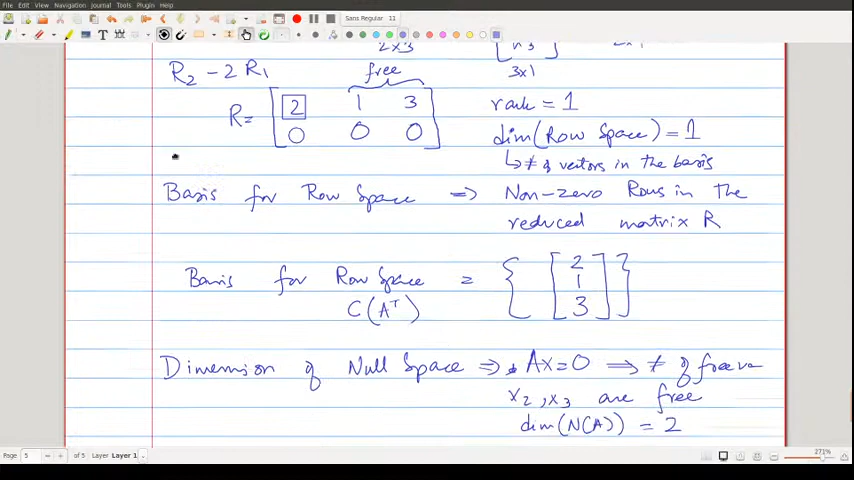 File Edit View Navigation Journal Tools Plugin Help
Sans Regular 11
2x3
3x1
R2 - 2 R1
free
R = [ 2 1 3
0 0 0 ]
rank = 1
dim(Row Space) = 1
↳ # of vectors in the basis
Basis for Row Space => Non-zero Rows in the
reduced matrix R
Basis for Row Space = { [ 2 1 3 ] }
C(Aᵀ)
Dimension of Null Space => Ax=0 => # of free va
x2, x3 are free
dim(N(A)) = 2
Page 5 of 5 Layer Layer 1
271%